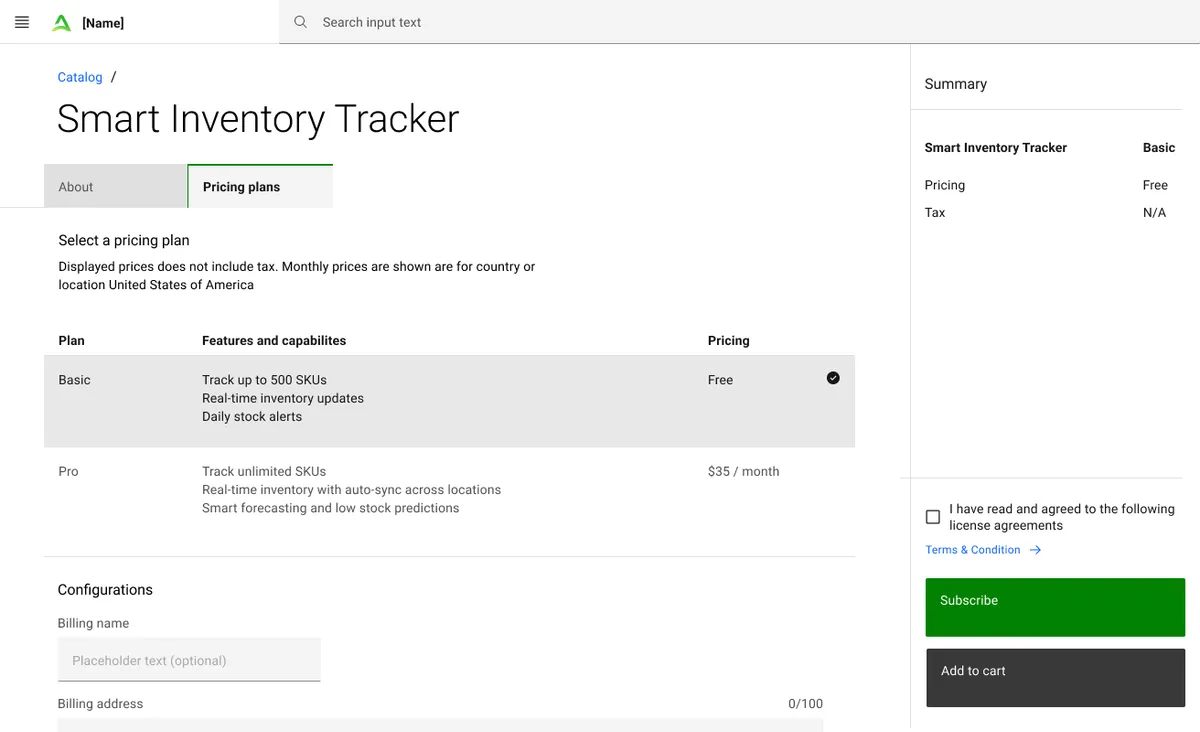 [Name]
Search input text
Catalog /
Smart Inventory Tracker
About
Pricing plans
Select a pricing plan
Displayed prices does not include tax. Monthly prices are shown are for country or
location United States of America
Plan
Features and capabilites
Pricing
Basic
Track up to 500 SKUs
Real-time inventory updates
Daily stock alerts
Free
Pro
Track unlimited SKUs
Real-time inventory with auto-sync across locations
Smart forecasting and low stock predictions
$35 / month
Configurations
Billing name
Placeholder text (optional)
Billing address
0/100
Summary
Smart Inventory Tracker
Basic
Pricing
Free
Tax
N/A
I have read and agreed to the following
license agreements
Terms & Condition
Subscribe
Add to cart